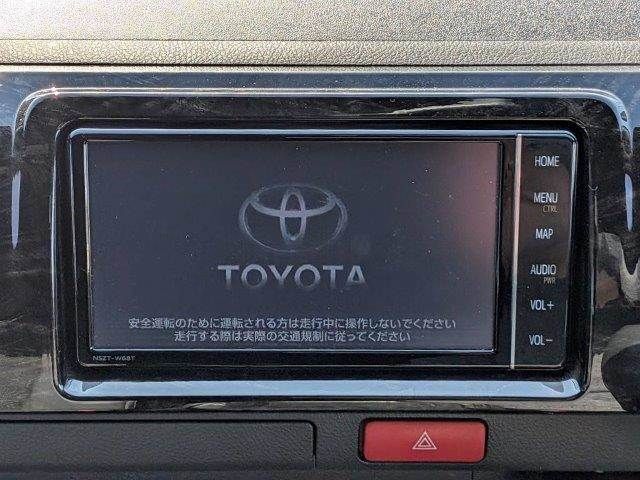 HOME
MENU
CTRL
MAP
AUDIO
PWR
VOL+
VOL-
TOYOTA
安全運転のために運転される方は走行中に操作しないでください
走行する際は実際の交通規制に従ってください
NSZT-W68T